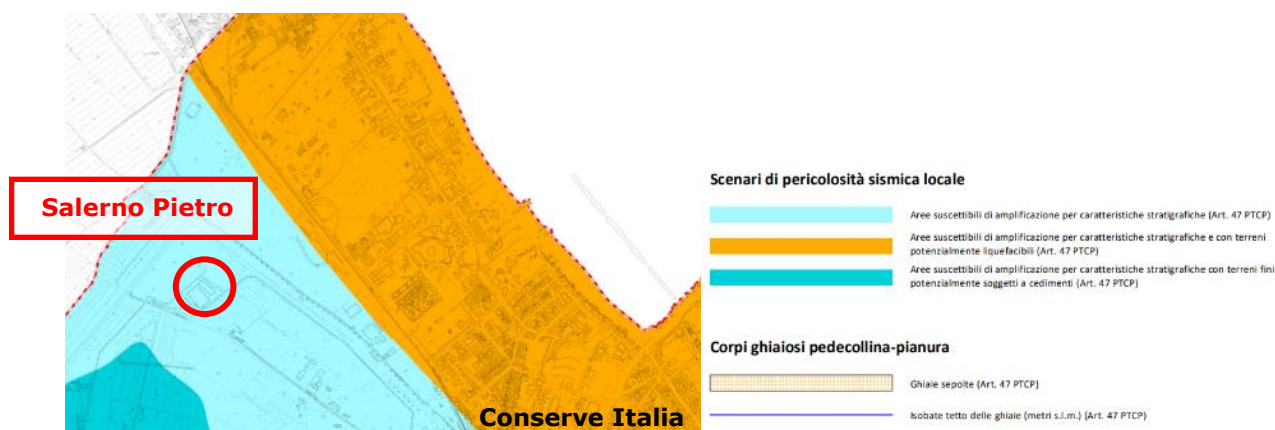 Salerno Pietro
Conserve Italia
Scenari di pericolosità sismica locale
Aree suscettibili di amplificazione per caratteristiche stratigrafiche (Art. 47 PTCP)
Aree suscettibili di amplificazione per caratteristiche stratigrafiche e con terreni
potenzialmente liquefacibili (Art. 47 PTCP)
Aree suscettibili di amplificazione per caratteristiche stratigrafiche con terreni fini
potenzialmente soggetti a cedimenti (Art. 47 PTCP)
Corpi ghiaiosi pedecollina-pianura
Ghiaie sepolte (Art. 47 PTCP)
Isobate tetto delle ghiaie (metri s.l.m.) (Art. 47 PTCP)